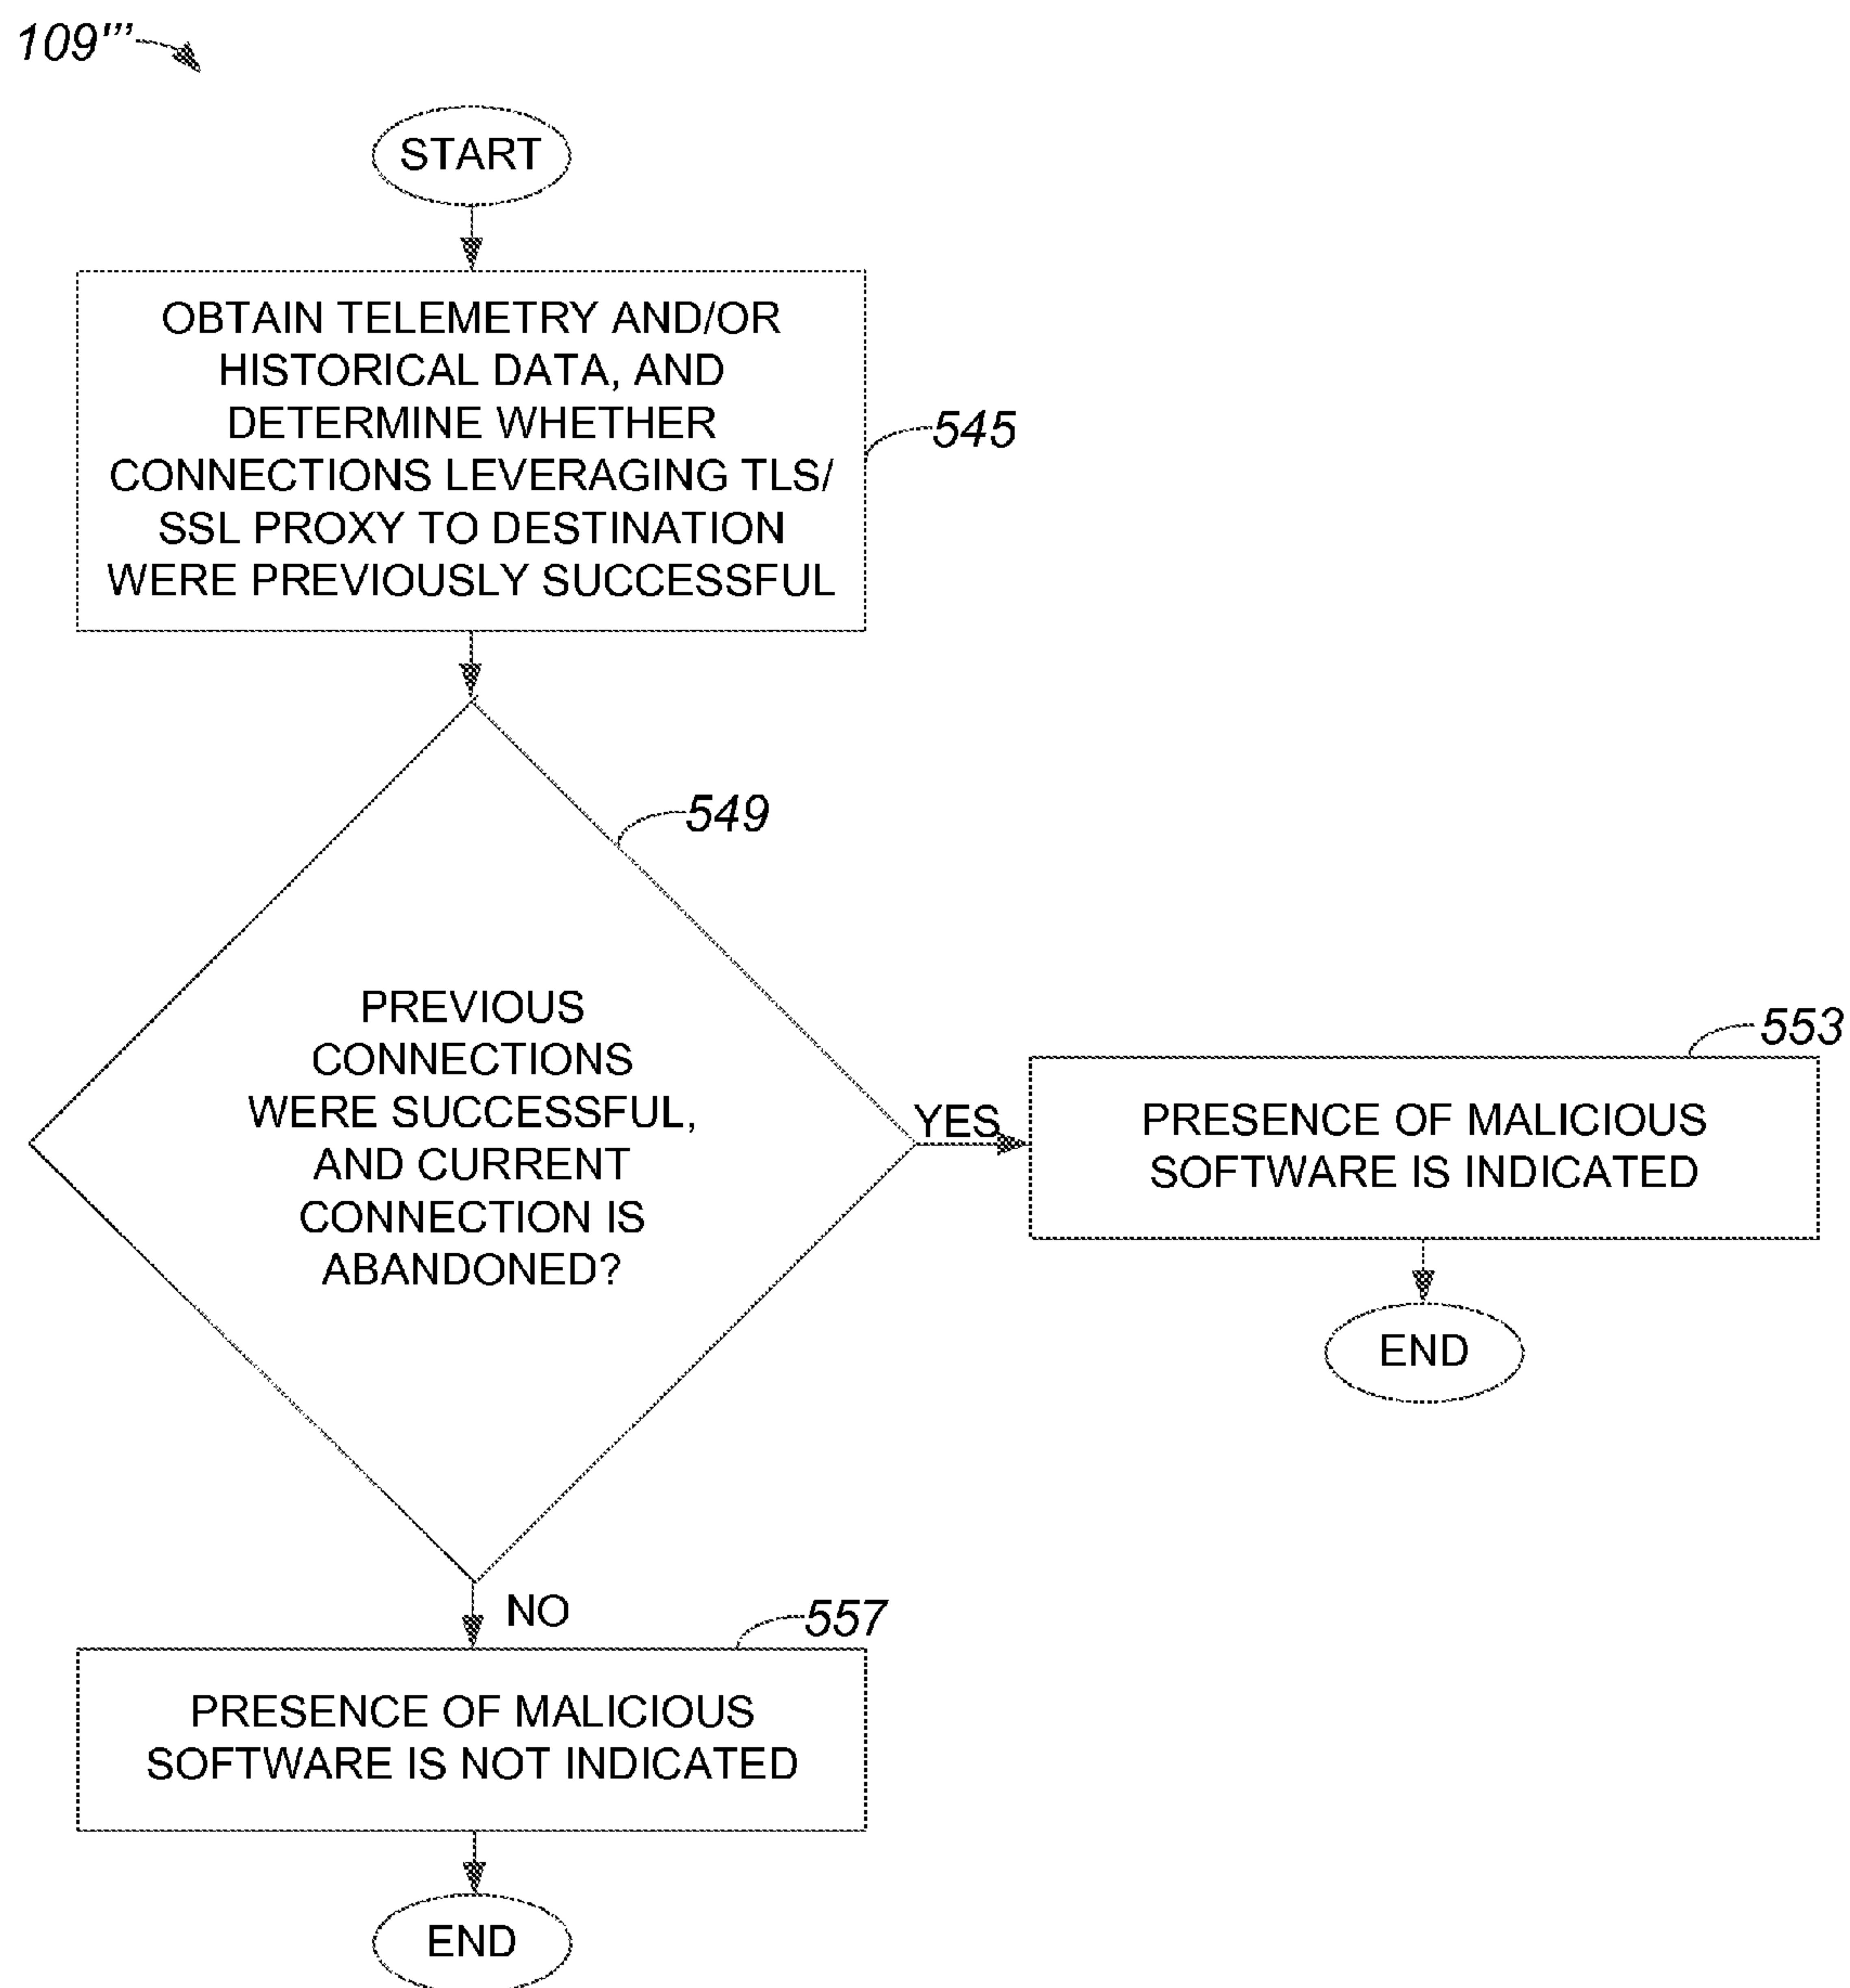 109'''
START
OBTAIN TELEMETRY AND/OR
HISTORICAL DATA, AND
DETERMINE WHETHER
CONNECTIONS LEVERAGING TLS/
SSL PROXY TO DESTINATION
WERE PREVIOUSLY SUCCESSFUL
545
549
PREVIOUS
CONNECTIONS
WERE SUCCESSFUL,
AND CURRENT
CONNECTION IS
ABANDONED?
YES
553
PRESENCE OF MALICIOUS
SOFTWARE IS INDICATED
END
NO
557
PRESENCE OF MALICIOUS
SOFTWARE IS NOT INDICATED
END